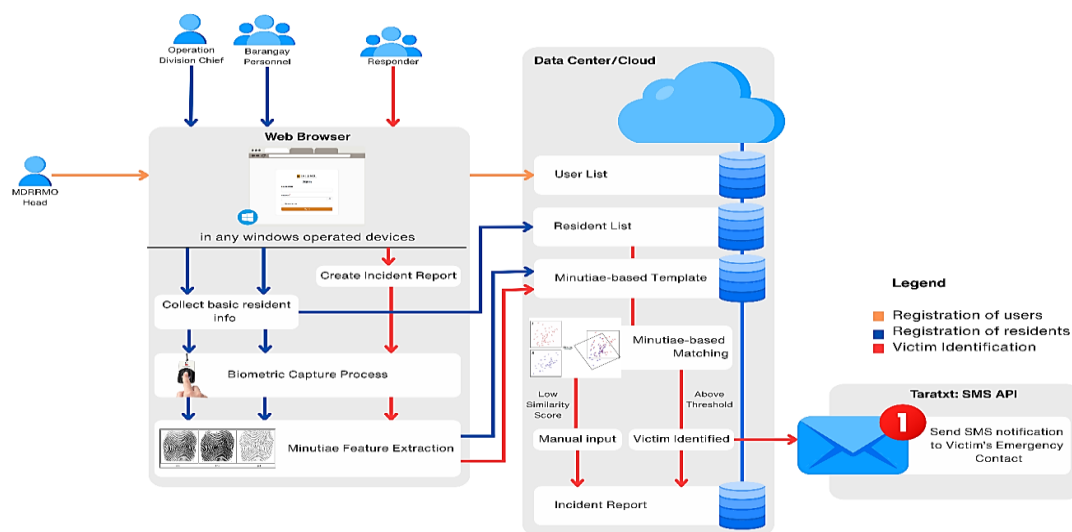 Operation
Division Chief
Barangay
Personnel
Responder
MDRRMO
Head
Web Browser
in any windows operated devices
Create Incident Report
Collect basic resident
info
Biometric Capture Process
Minutiae Feature Extraction
Data Center/Cloud
User List
Resident List
Minutiae-based Template
Minutiae-based
Matching
Low
Similarity
Score
Above
Threshold
Manual input
Victim Identified
Incident Report
Legend
Registration of users
Registration of residents
Victim Identification
Taratxt: SMS API
1
Send SMS notification
to Victim's Emergency
Contact